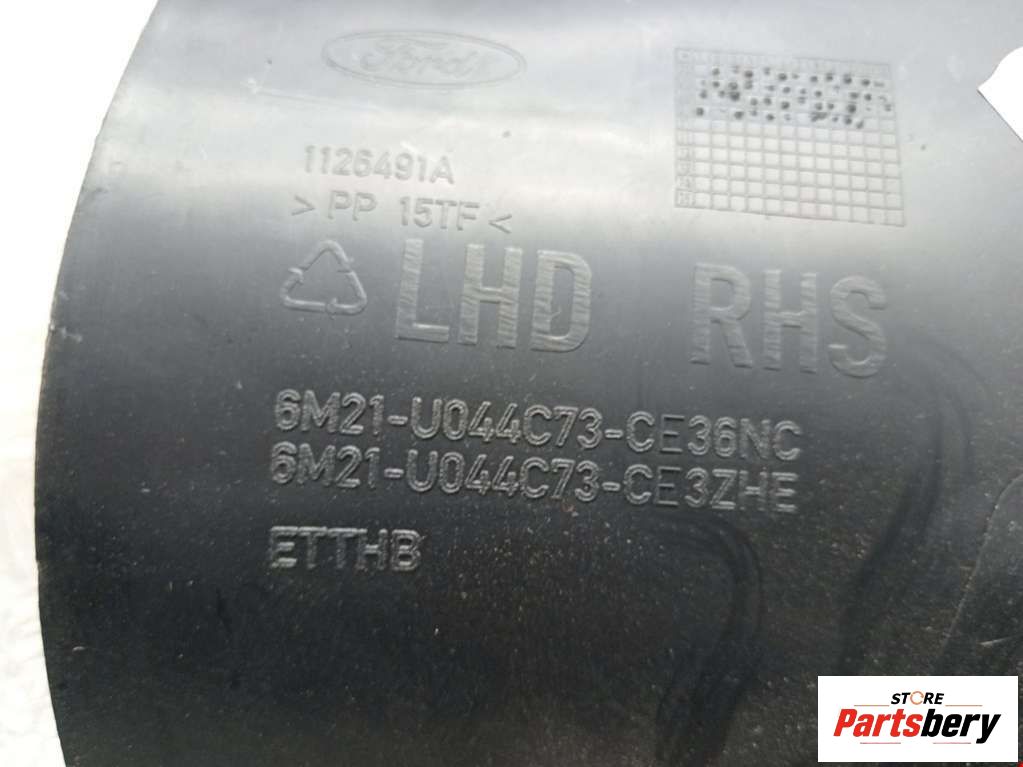 Ford
1126491A
> PP 15TF <
LHD RHS
6M21-U044C73-CE36NC
6M21-U044C73-CE3ZHE
ETTHB
STORE
Partsbery